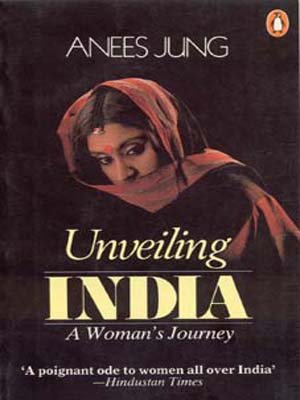 ANEES JUNG
Unveiling
INDIA
A Woman's Journey
'A poignant ode to women all over India'
—Hindustan Times